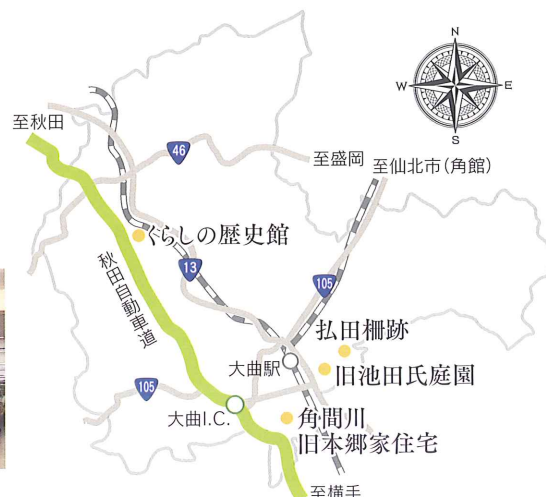 N
W
E
S
至秋田
46
至盛岡
至仙北市（角館）
くらしの歴史館
13
105
秋田自動車道
払田柵跡
大曲駅
旧池田氏庭園
105
大曲I.C.
角間川
旧本郷家住宅
至横手